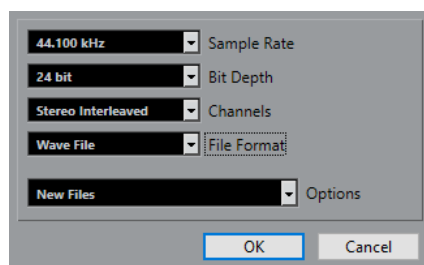 44.100 kHz Sample Rate
24 bit Bit Depth
Stereo Interleaved Channels
Wave File File Format
New Files Options
OK Cancel